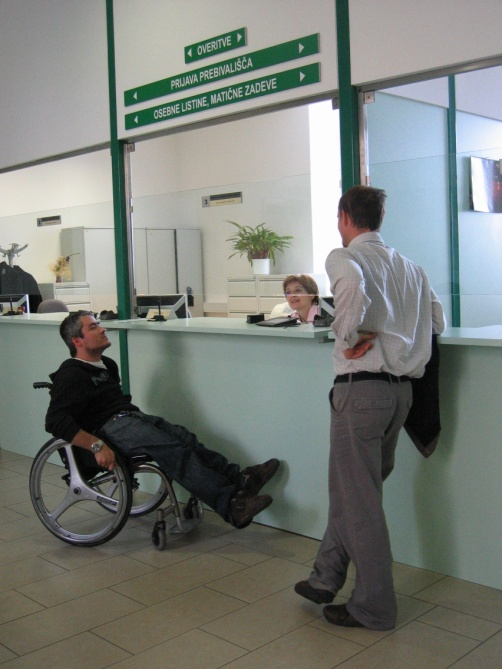 OVERITVE
PRIJAVA PREBIVALIŠČA
OSEBNE LISTINE, MATIČNE ZADEVE